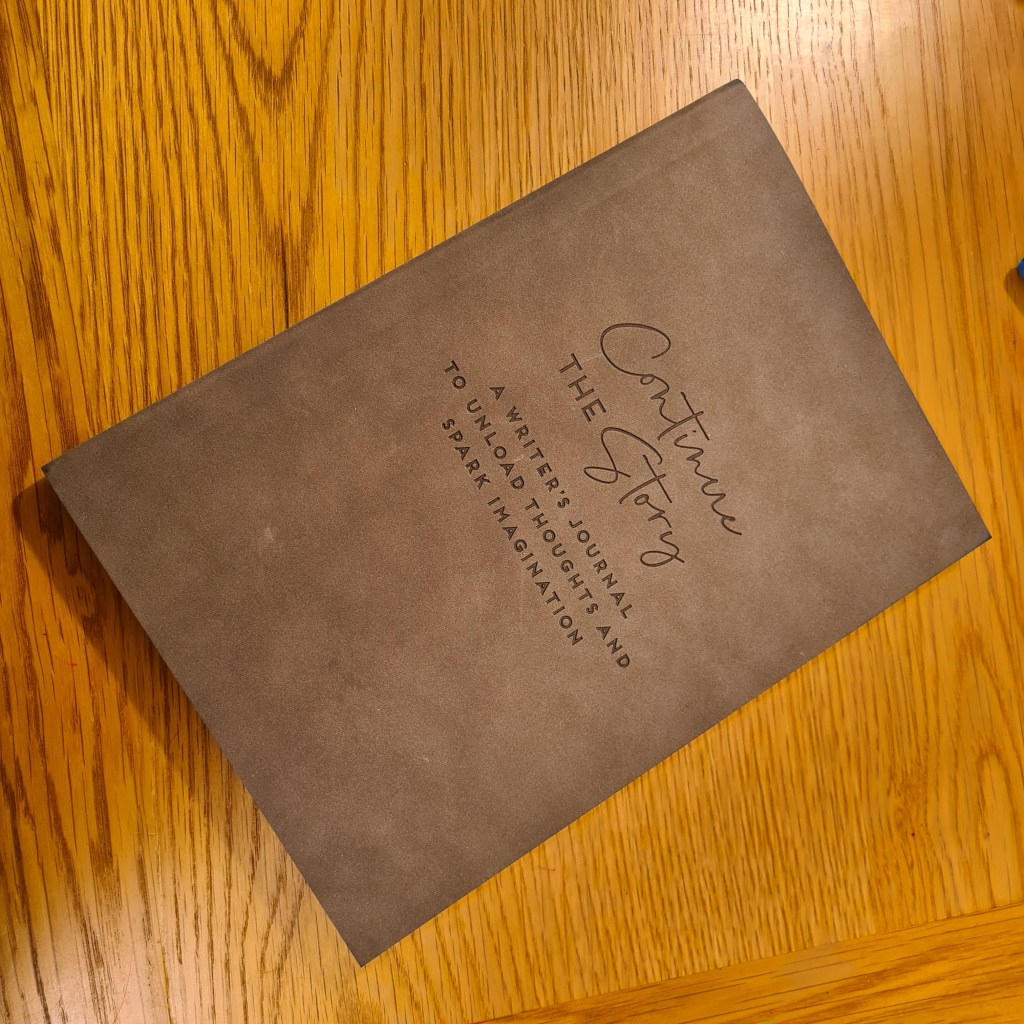 Continue
THE Story
A WRITER'S JOURNAL
TO UNLOAD THOUGHTS AND
SPARK IMAGINATION